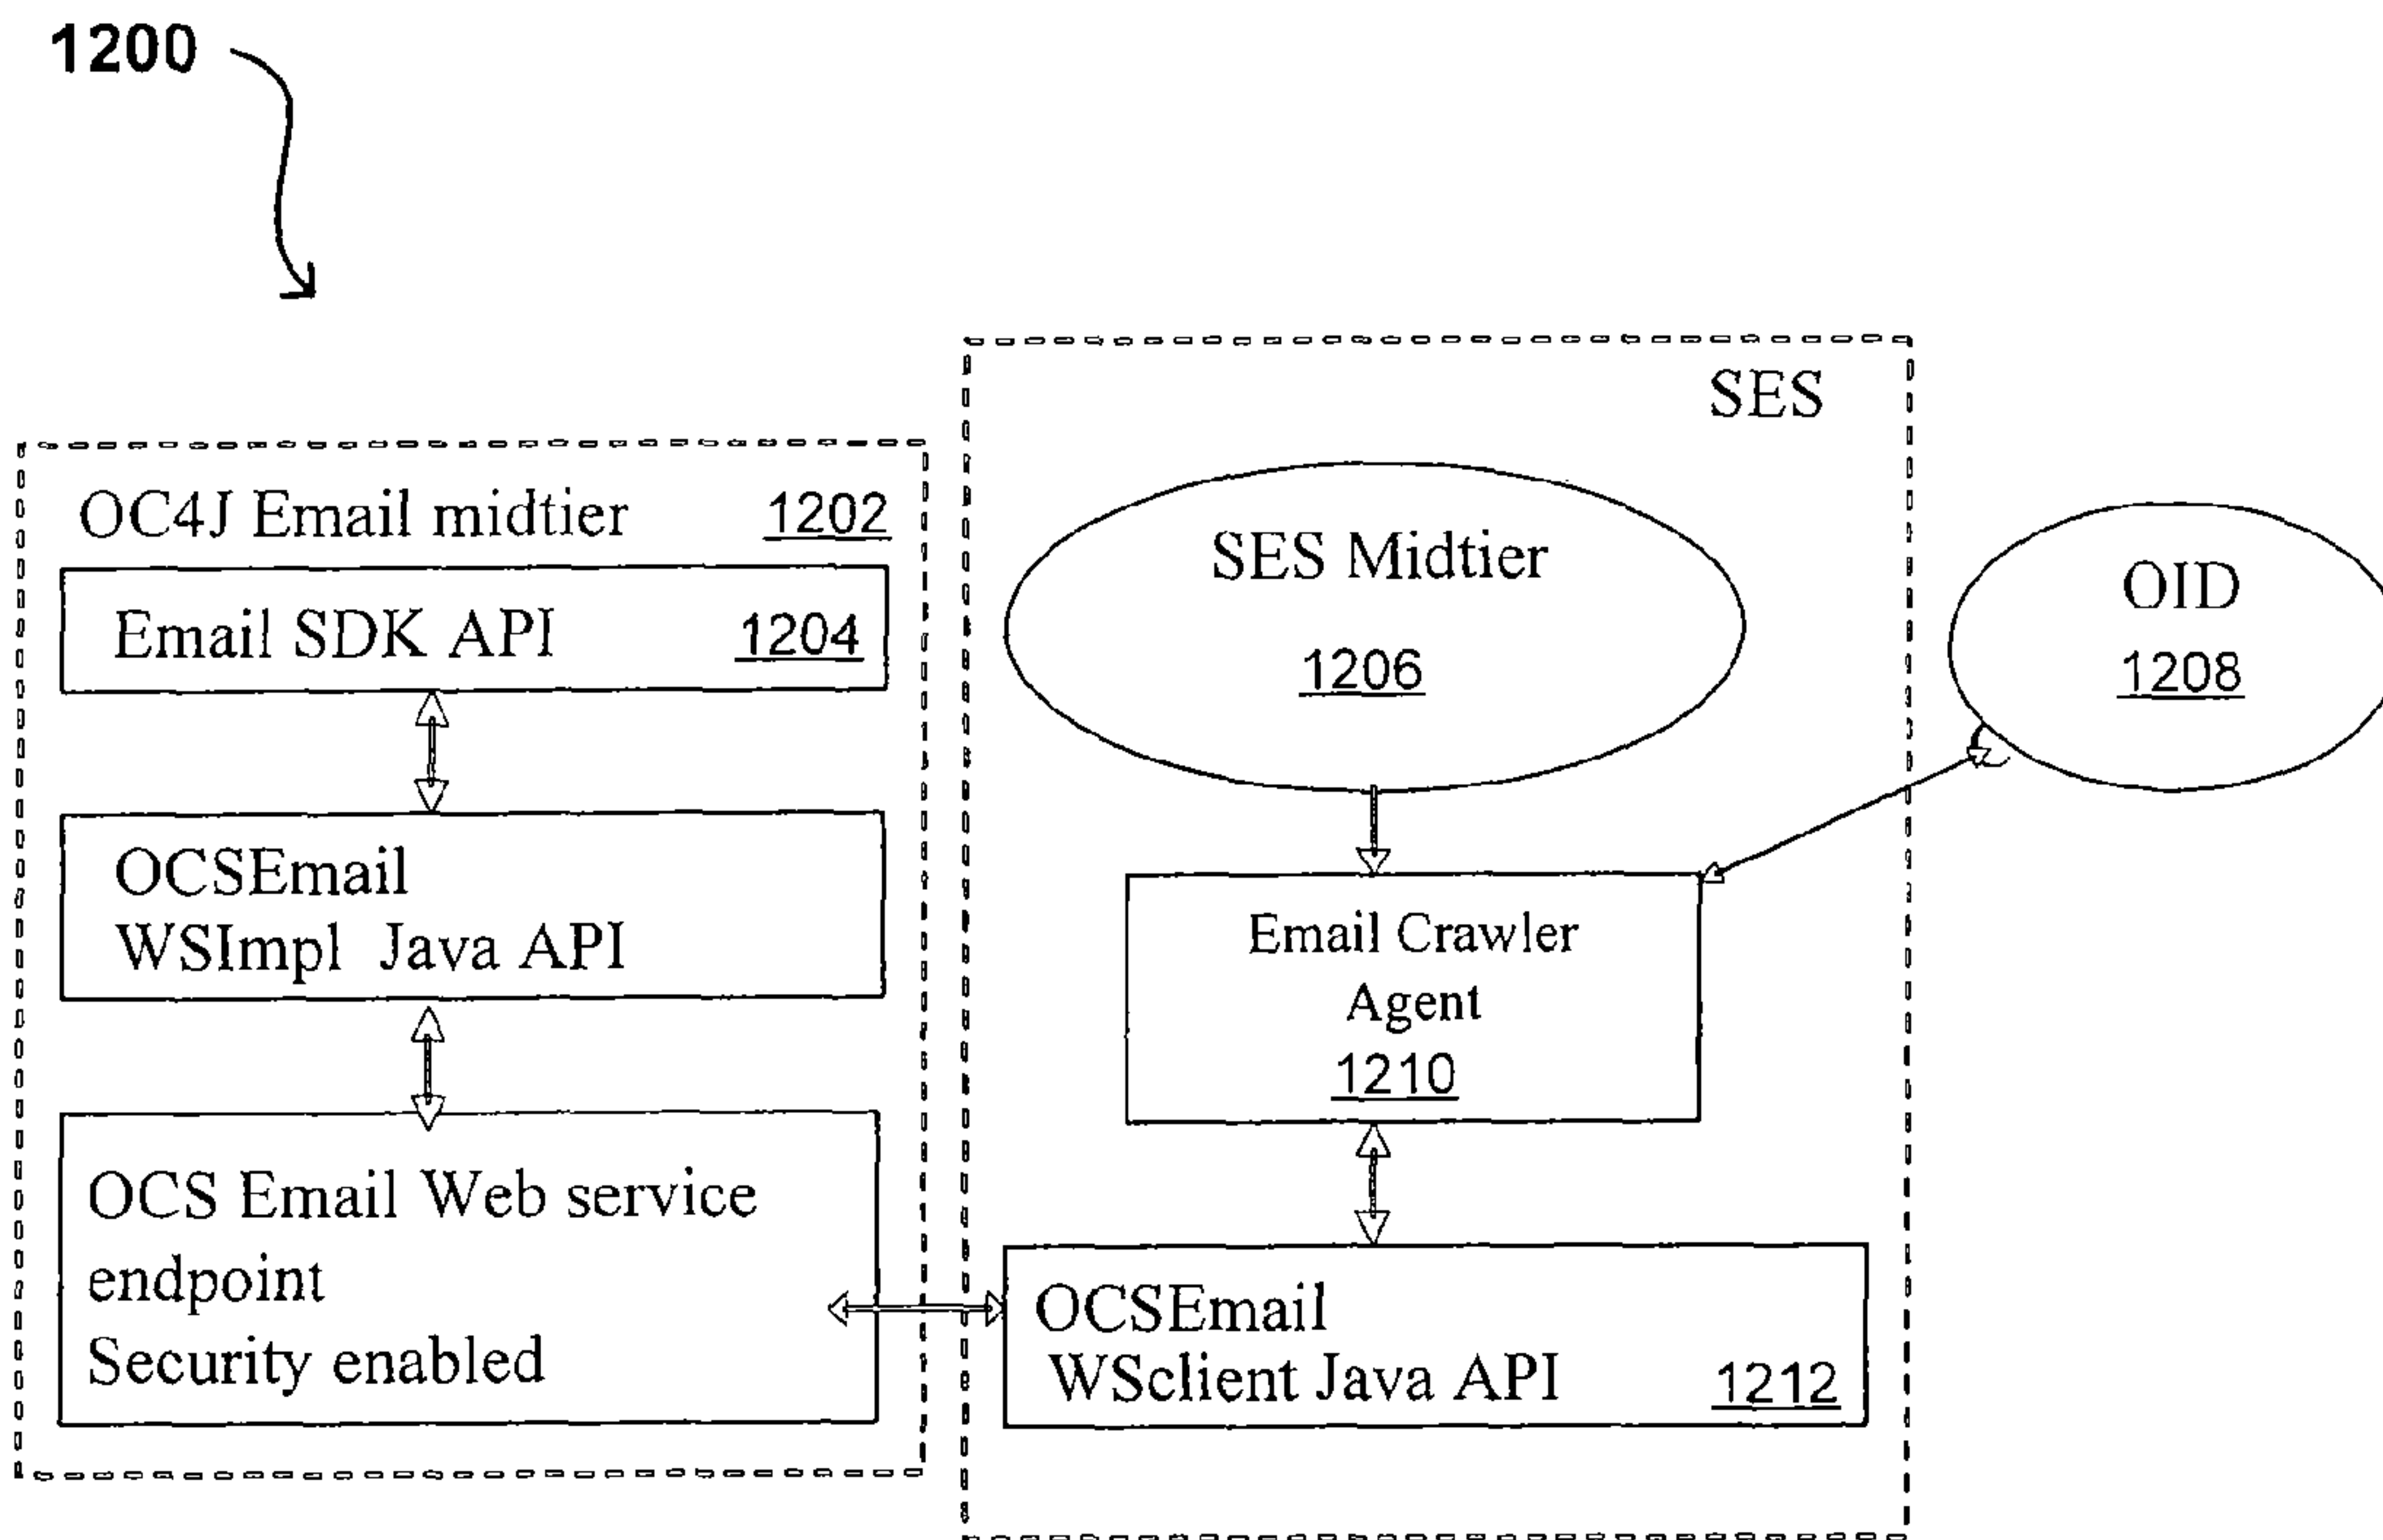 1200
OC4J Email midtier 1202
Email SDK API 1204
OCSEmail
WSImpl Java API
OCS Email Web service
endpoint
Security enabled
SES
SES Midtier
1206
Email Crawler
Agent
1210
OCSEmail
WSclient Java API 1212
OID
1208